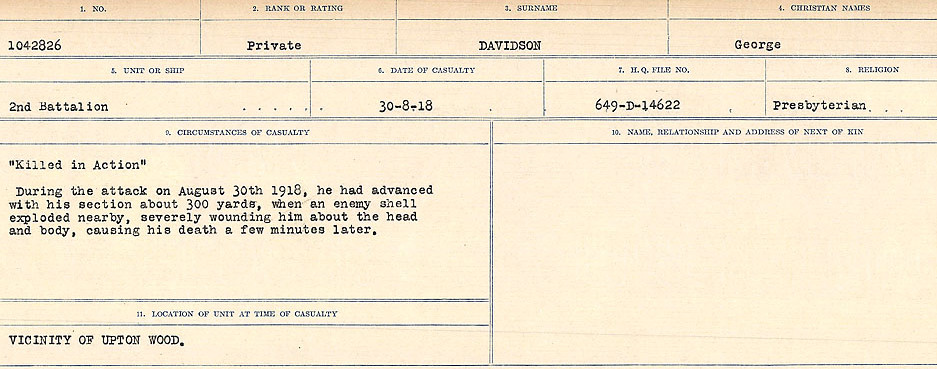 1. NO.
2. RANK OR RATING
3. SURNAME
4. CHRISTIAN NAMES
1042826
Private
DAVIDSON
George
5. UNIT OR SHIP
6. DATE OF CASUALTY
7. H.Q. FILE NO.
8. RELIGION
2nd Battalion . . . . . .
30-8-18 .
649-D-14622
Presbyterian . . .
9. CIRCUMSTANCES OF CASUALTY
10. NAME, RELATIONSHIP AND ADDRESS OF NEXT OF KIN
"Killed in Action"
During the attack on August 30th 1918, he had advanced
with his section about 300 yards, when an enemy shell
exploded nearby, severely wounding him about the head
and body, causing his death a few minutes later.
11. LOCATION OF UNIT AT TIME OF CASUALTY
VICINITY OF UPTON WOOD.